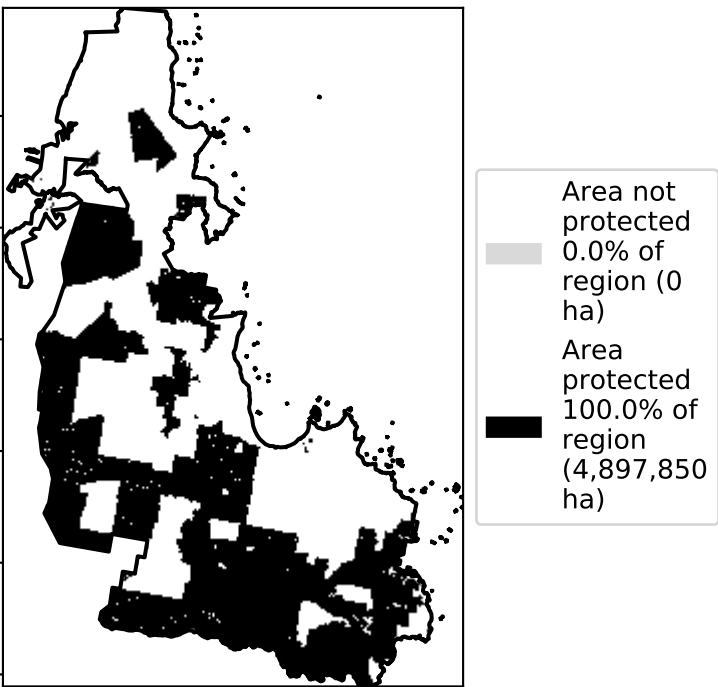 Area not
protected
0.0% of
region (0
ha)
Area
protected
100.0% of
region
(4,897,850
ha)